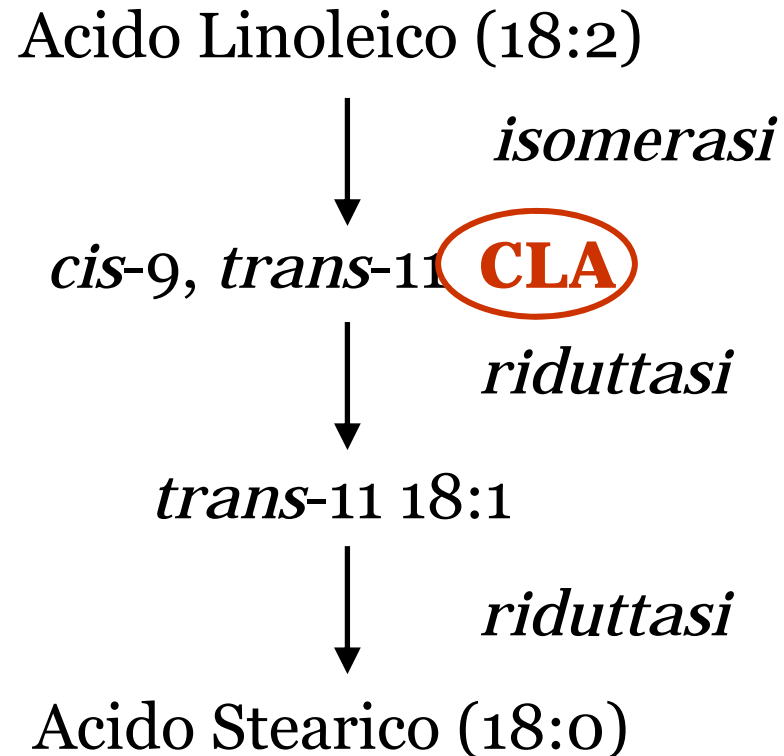 Acido Linoleico (18:2)
isomerasi
cis-9, trans-11 CLA
riduttasi
trans-11 18:1
riduttasi
Acido Stearico (18:0)